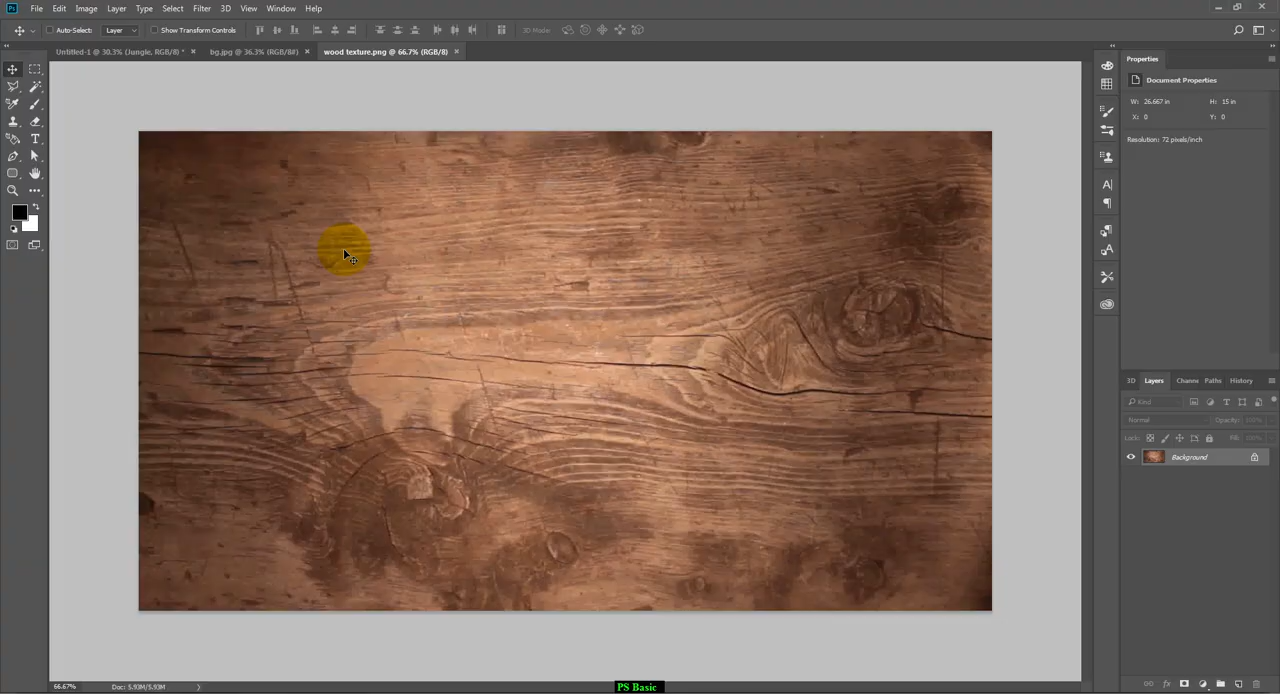 Ps File Edit Image Layer Type Select Filter 3D View Window Help
Auto-Select: Layer Show Transform Controls 3D Mode:
Untitled-1 @ 30.3% (Jungle, RGB/8) * × bg.jpg @ 36.3% (RGB/8#) × wood texture.png @ 66.7% (RGB/8) ×
Properties
Document Properties
W: 26.667 in H: 15 in
X: 0 Y: 0
Resolution: 72 pixels/inch
3D Layers Channe Paths History
Kind
Normal Opacity: 100%
Lock: Fill: 100%
Background
66.67% Doc: 5.93M/5.93M
PS Basic